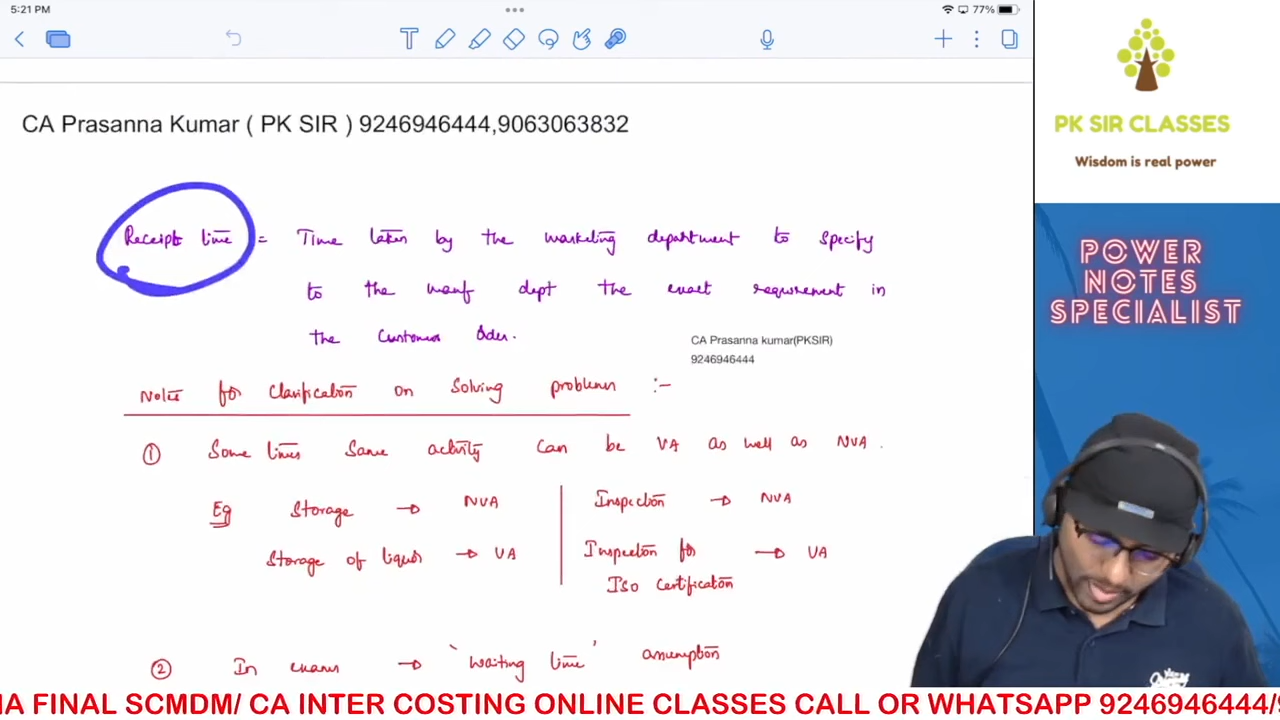 5:21 PM
77%
PK SIR CLASSES
Wisdom is real power
CA Prasanna Kumar ( PK SIR ) 9246946444,9063063832
Receipt time = Time taken by the marketing department to specify
to the manf dept the exact requirement in
the Customer Order.
CA Prasanna kumar(PKSIR)
9246946444
POWER
NOTES
SPECIALIST
Notes for Clarification on Solving problems :-
① Some times Same activity can be VA as well as NVA.
Eg Storage → NVA
Storage of liquor → VA
Inspection → NVA
Inspection for → VA
ISO Certification
② In exams → 'Waiting time' assumption
FINAL SCMDM/ CA INTER COSTING ONLINE CLASSES CALL OR WHATSAPP 9246946444/